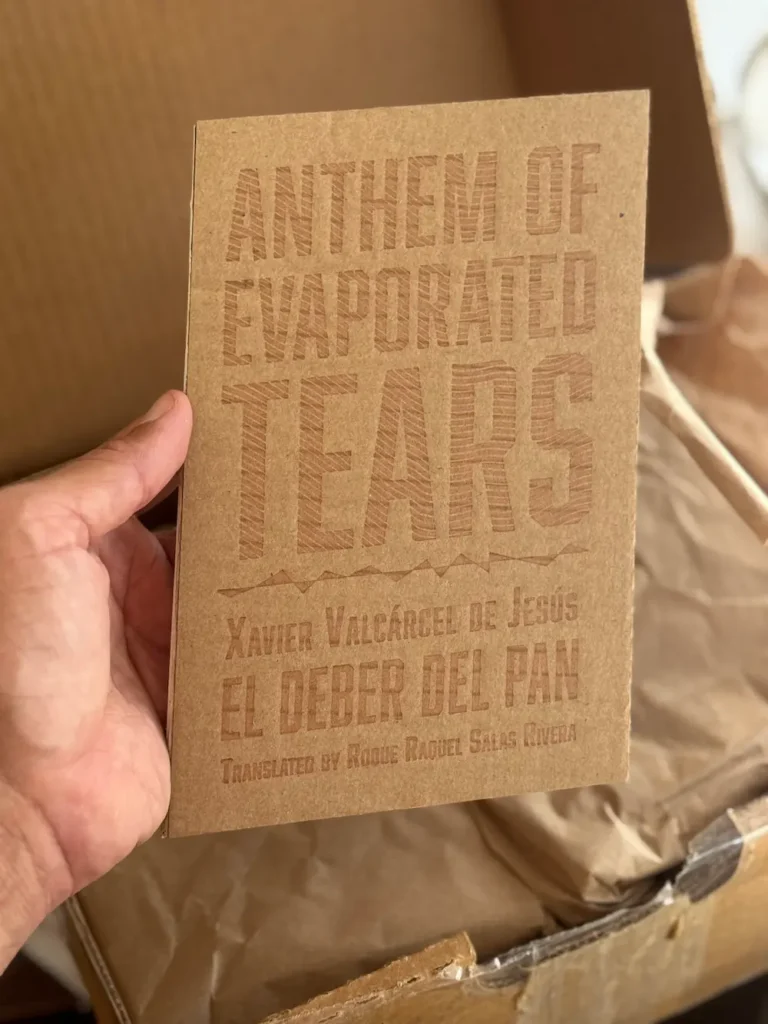 ANTHEM OF
EVAPORATED
TEARS
XAVIER VALCÁRCEL DE JESÚS
EL DEBER DEL PAN
TRANSLATED BY ROQUE RAQUEL SALAS RIVERA